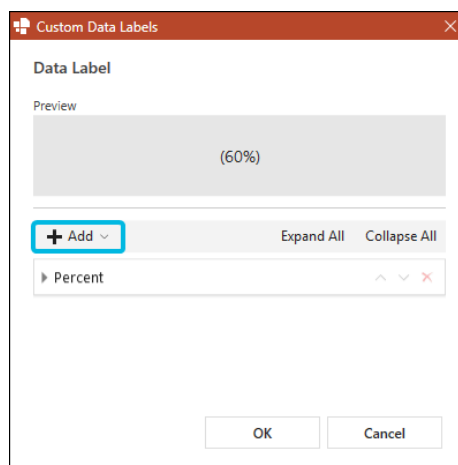 Custom Data Labels
Data Label
Preview
(60%)
Add Expand All Collapse All
Percent
OK Cancel